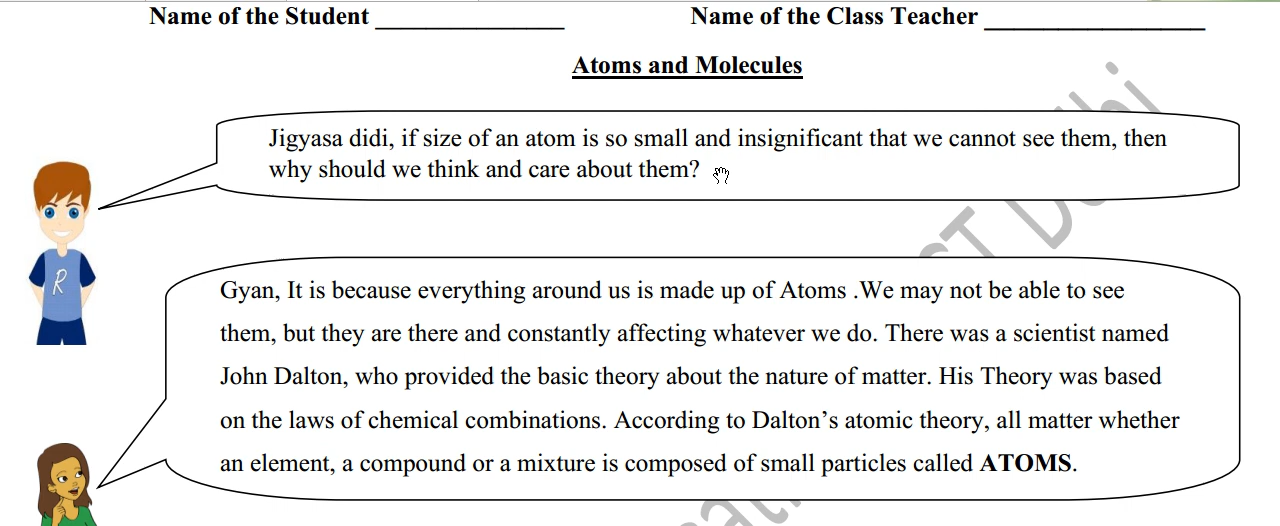 Name of the Student _______________ Name of the Class Teacher _________________
Atoms and Molecules
Jigyasa didi, if size of an atom is so small and insignificant that we cannot see them, then
why should we think and care about them?
R
Gyan, It is because everything around us is made up of Atoms .We may not be able to see
them, but they are there and constantly affecting whatever we do. There was a scientist named
John Dalton, who provided the basic theory about the nature of matter. His Theory was based
on the laws of chemical combinations. According to Dalton’s atomic theory, all matter whether
an element, a compound or a mixture is composed of small particles called ATOMS.